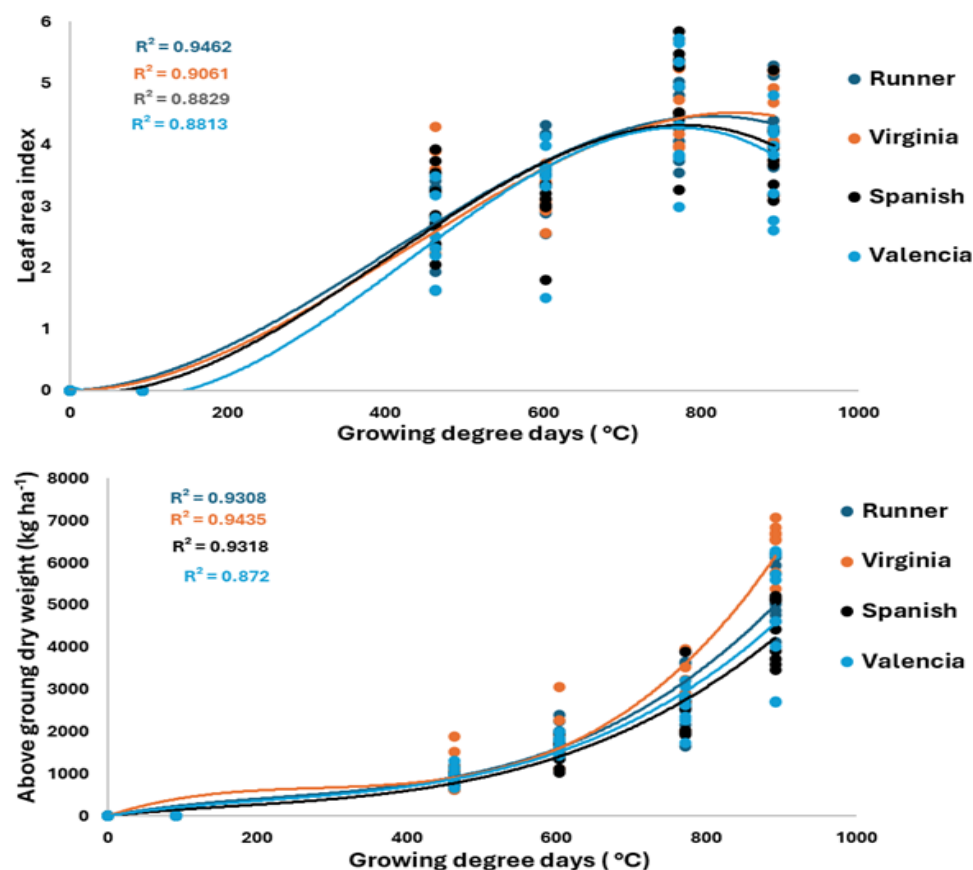 6
5
4
3
2
1
0
Leaf area index
R² = 0.9462
R² = 0.9061
R² = 0.8829
R² = 0.8813
Runner
Virginia
Spanish
Valencia
0 200 400 600 800 1000
Growing degree days ( °C)
8000
7000
6000
5000
4000
3000
2000
1000
0
Above groung dry weight (kg ha⁻¹)
R² = 0.9308
R² = 0.9435
R² = 0.9318
R² = 0.872
Runner
Virginia
Spanish
Valencia
0 200 400 600 800 1000
Growing degree days ( °C)